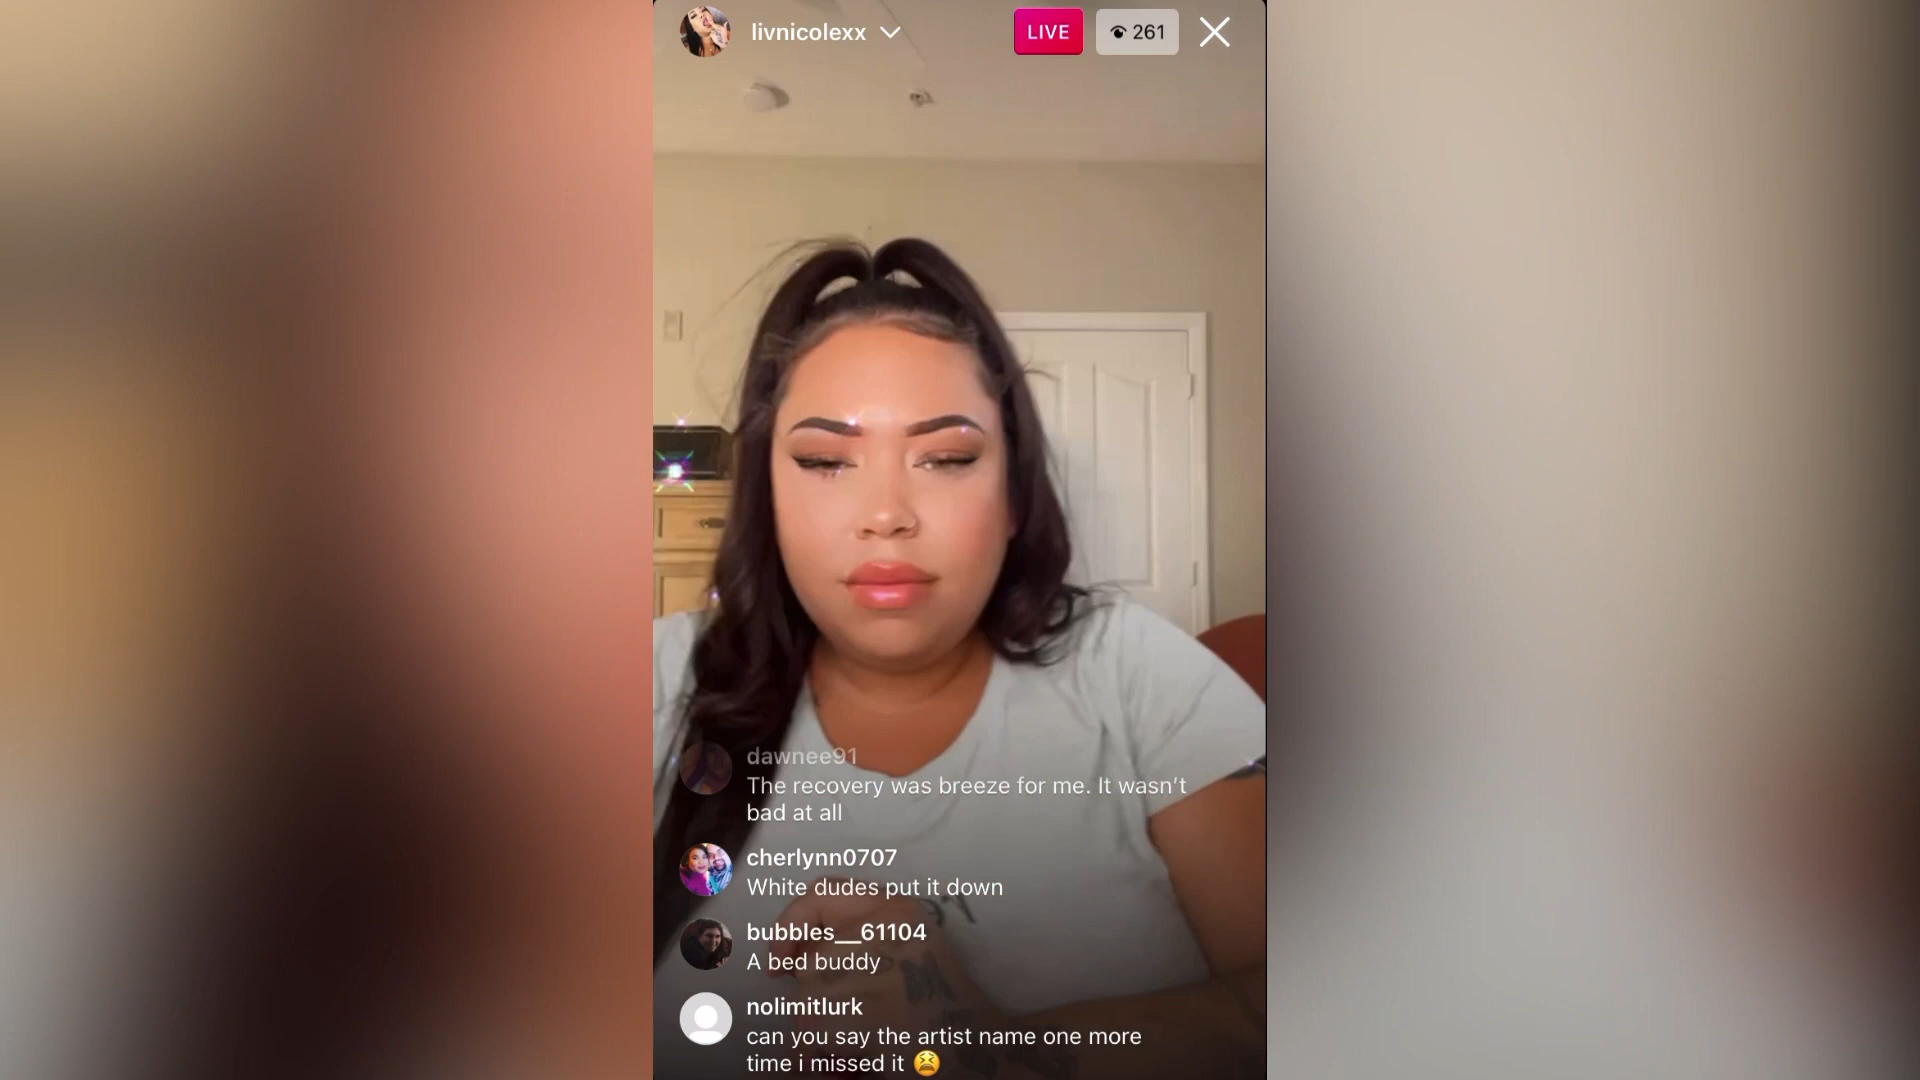 livnicolexx
LIVE
261
dawnee91
The recovery was breeze for me. It wasn’t
bad at all
cherlynn0707
White dudes put it down
bubbles__61104
A bed buddy
nolimitlurk
can you say the artist name one more
time i missed it 😫